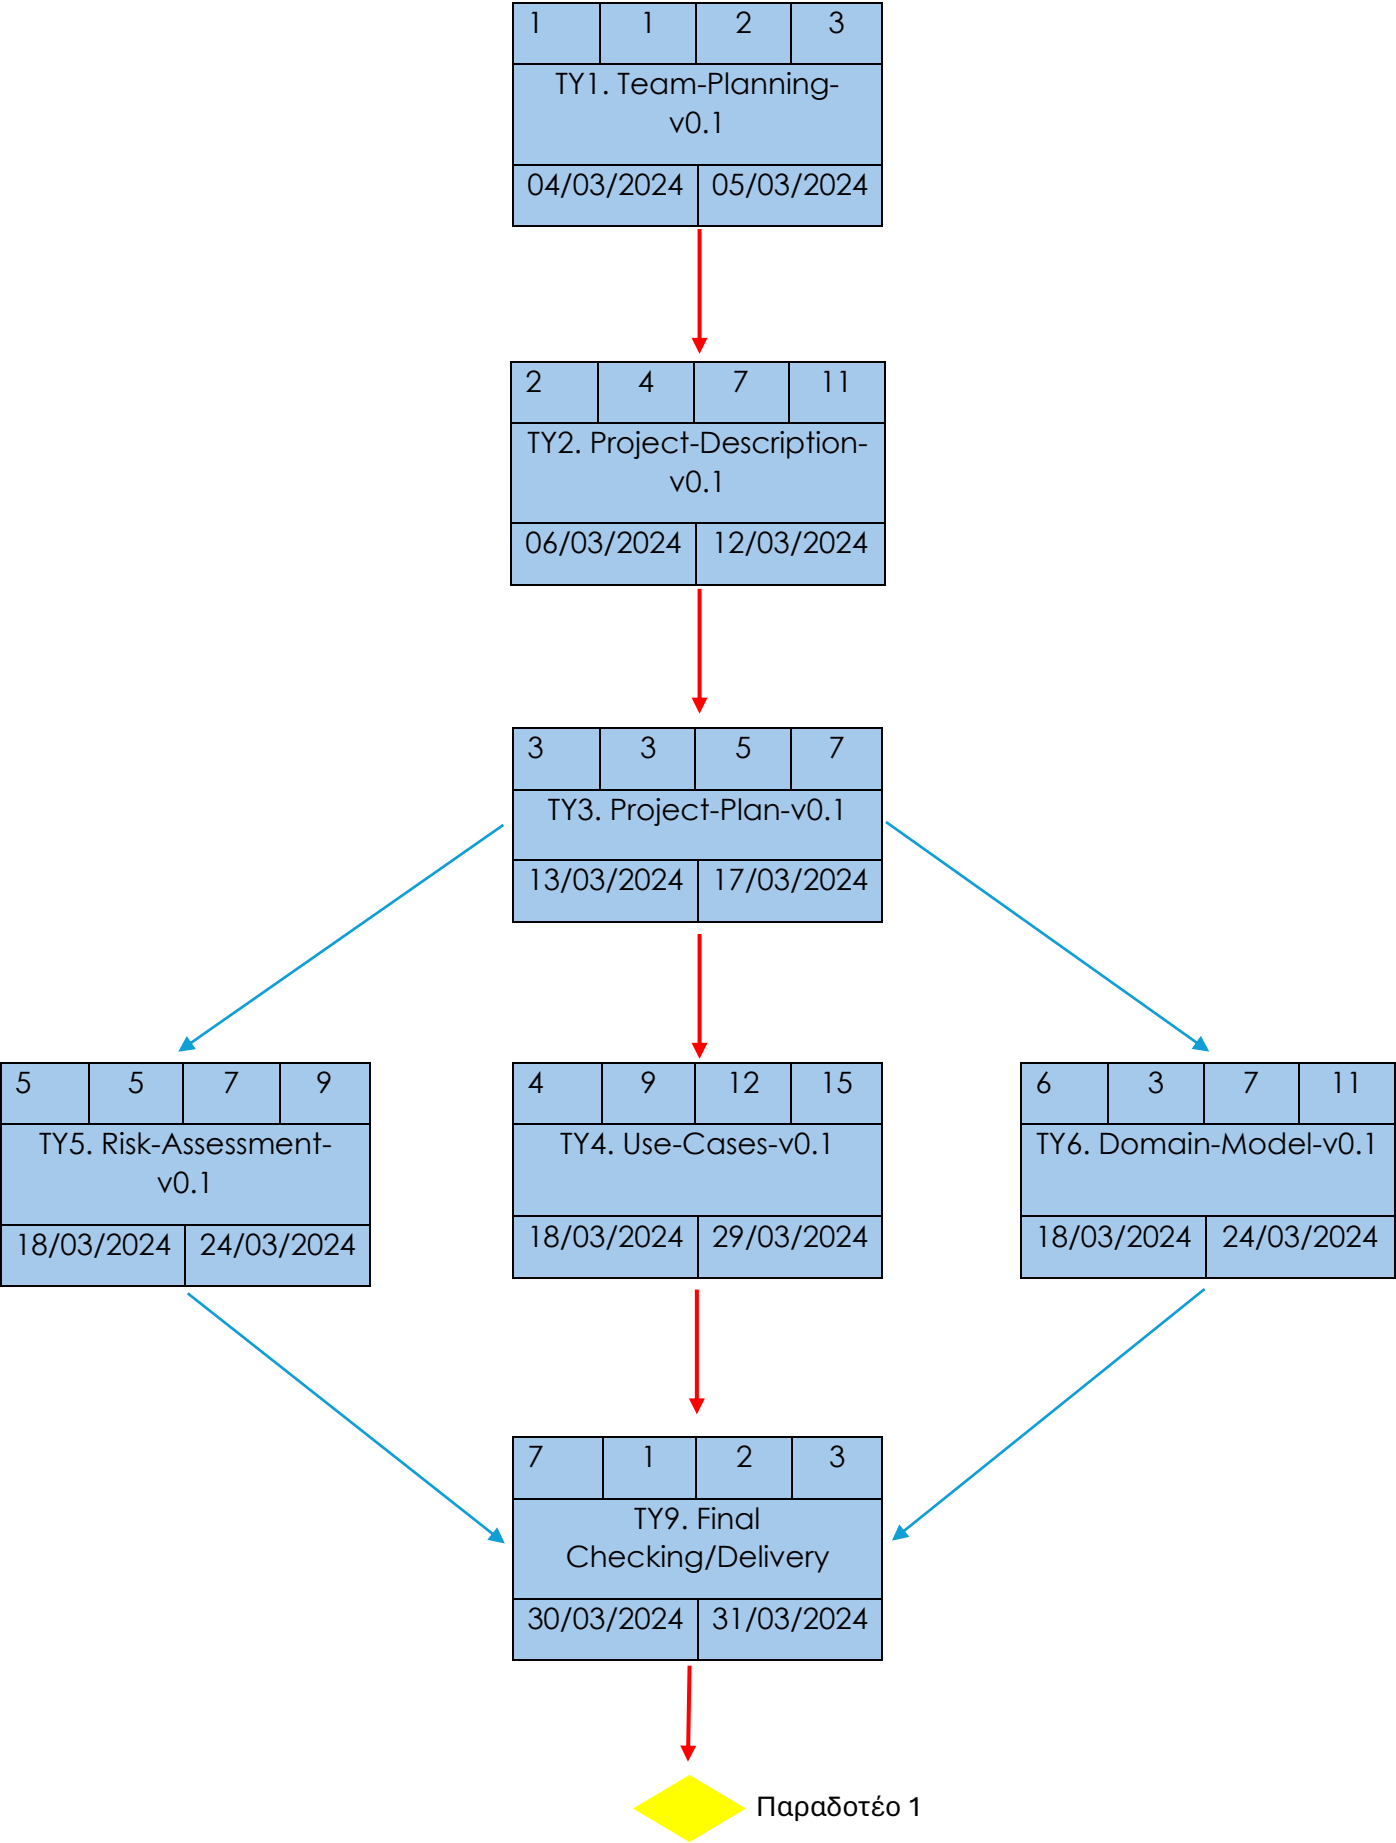 1 1 2 3
TY1. Team-Planning-
v0.1
04/03/2024 05/03/2024
2 4 7 11
TY2. Project-Description-
v0.1
06/03/2024 12/03/2024
3 3 5 7
TY3. Project-Plan-v0.1
13/03/2024 17/03/2024
5 5 7 9
TY5. Risk-Assessment-
v0.1
18/03/2024 24/03/2024
4 9 12 15
TY4. Use-Cases-v0.1
18/03/2024 29/03/2024
6 3 7 11
TY6. Domain-Model-v0.1
18/03/2024 24/03/2024
7 1 2 3
TY9. Final
Checking/Delivery
30/03/2024 31/03/2024
Παραδοτέο 1